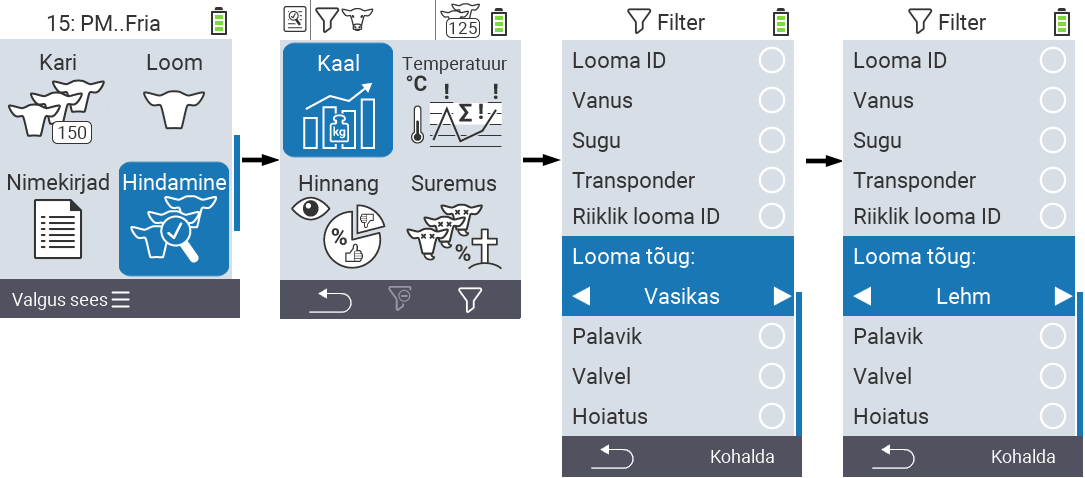 15: PM..Fria
Kari
Loom
150
Nimekirjad
Hindamine
Valgus sees
125
Kaal
kg
Temperatuur
°C
! !
Σ!
Hinnang
%
Suremus
%
Filter
Looma ID
Vanus
Sugu
Transponder
Riiklik looma ID
Looma tõug:
Vasikas
Palavik
Valvel
Hoiatus
Kohalda
Filter
Looma ID
Vanus
Sugu
Transponder
Riiklik looma ID
Looma tõug:
Lehm
Palavik
Valvel
Hoiatus
Kohalda